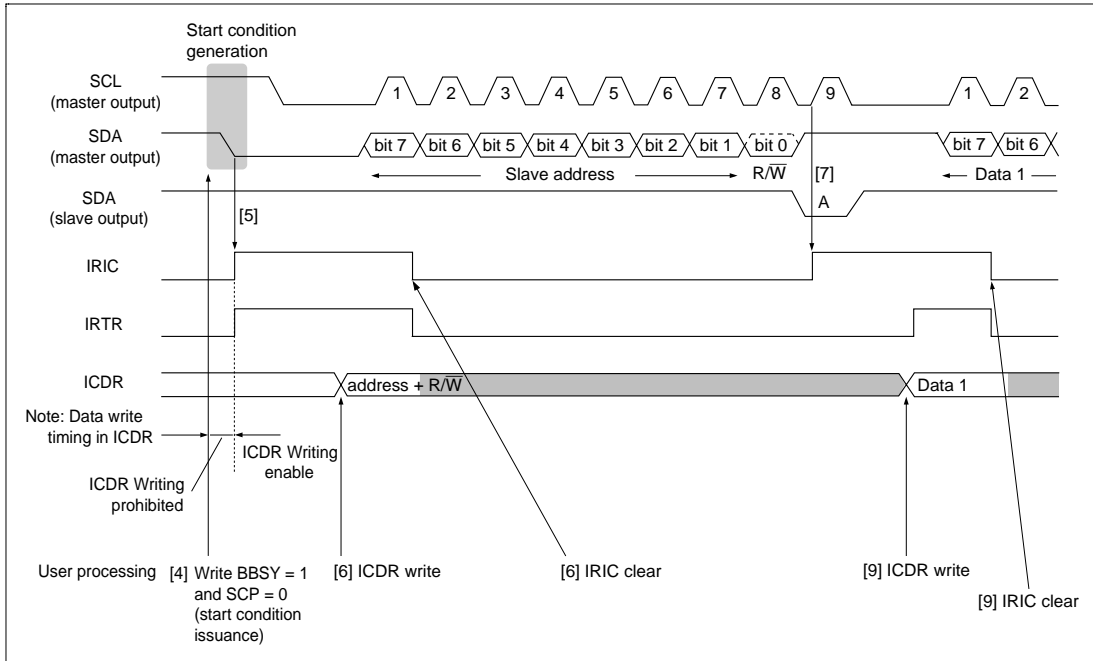 Start condition
generation
SCL
(master output)
1 2 3 4 5 6 7 8 9 1 2
SDA
(master output)
bit 7 bit 6 bit 5 bit 4 bit 3 bit 2 bit 1 bit 0 bit 7 bit 6
Slave address R/W̅ [7] Data 1
SDA
(slave output)
[5] A
IRIC
IRTR
ICDR
address + R/W̅ Data 1
Note: Data write
timing in ICDR
ICDR Writing
enable
ICDR Writing
prohibited
User processing [4] Write BBSY = 1
and SCP = 0
(start condition
issuance)
[6] ICDR write [6] IRIC clear [9] ICDR write
[9] IRIC clear